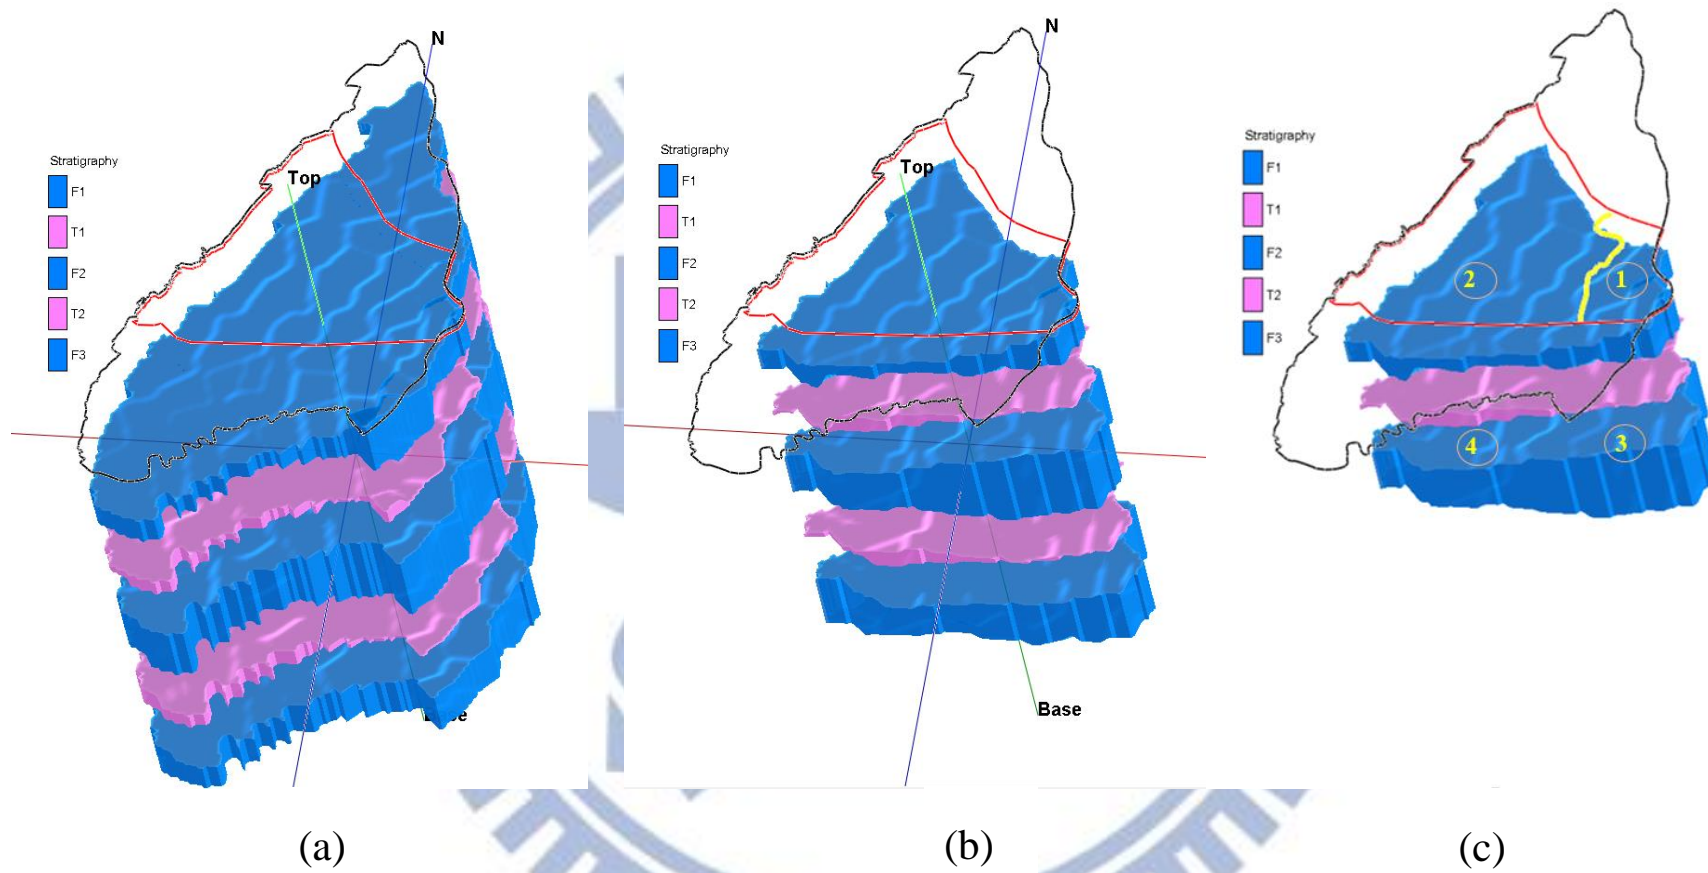 N
Top
Stratigraphy
F1
T1
F2
T2
F3
(a)
N
Top
Stratigraphy
F1
T1
F2
T2
F3
Base
(b)
Stratigraphy
F1
T1
F2
T2
F3
2
1
4
3
(c)